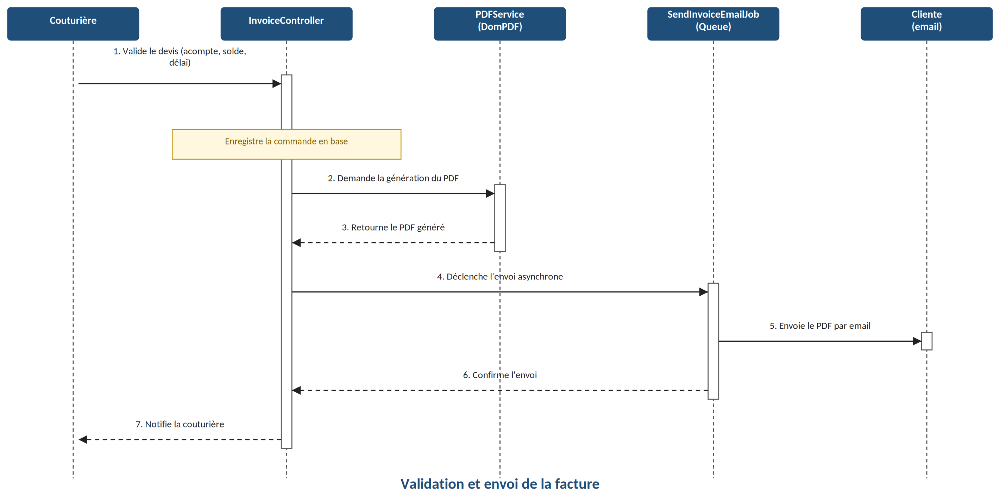 Couturière
InvoiceController
PDFService
(DomPDF)
SendInvoiceEmailJob
(Queue)
Cliente
(email)
1. Valide le devis (acompte, solde,
délai)
Enregistre la commande en base
2. Demande la génération du PDF
3. Retourne le PDF généré
4. Déclenche l'envoi asynchrone
5. Envoie le PDF par email
6. Confirme l'envoi
7. Notifie la couturière
Validation et envoi de la facture